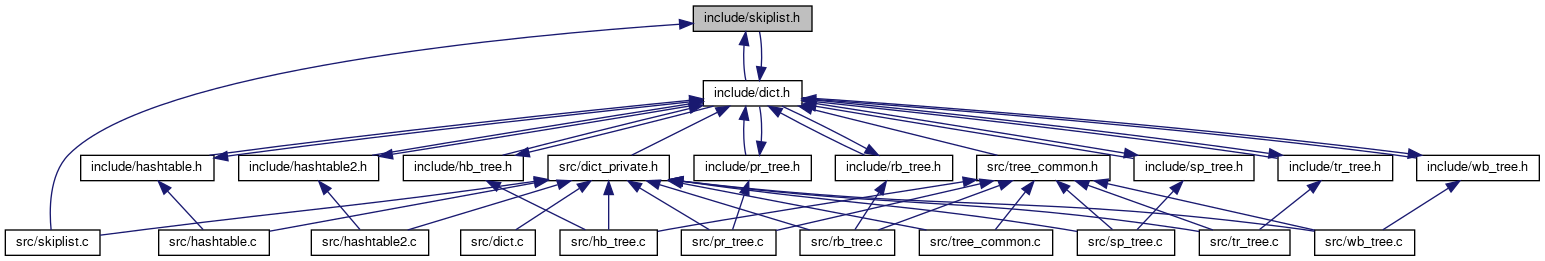 include/skiplist.h
include/dict.h
include/hashtable.h
include/hashtable2.h
include/hb_tree.h
src/dict_private.h
include/pr_tree.h
include/rb_tree.h
src/tree_common.h
include/sp_tree.h
include/tr_tree.h
include/wb_tree.h
src/skiplist.c
src/hashtable.c
src/hashtable2.c
src/dict.c
src/hb_tree.c
src/pr_tree.c
src/rb_tree.c
src/tree_common.c
src/sp_tree.c
src/tr_tree.c
src/wb_tree.c